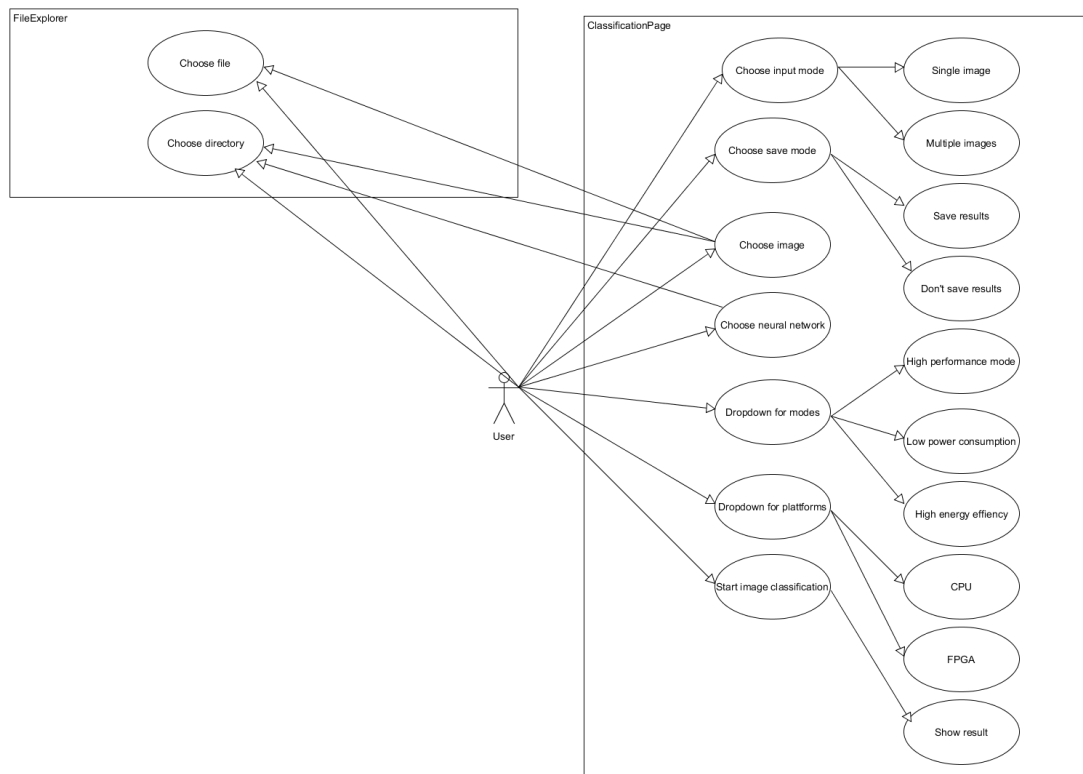 FileExplorer
Choose file
Choose directory
User
ClassificationPage
Choose input mode
Single image
Multiple images
Choose save mode
Save results
Don't save results
Choose image
Choose neural network
High performance mode
Dropdown for modes
Low power consumption
High energy effiency
Dropdown for plattforms
CPU
Start image classification
FPGA
Show result